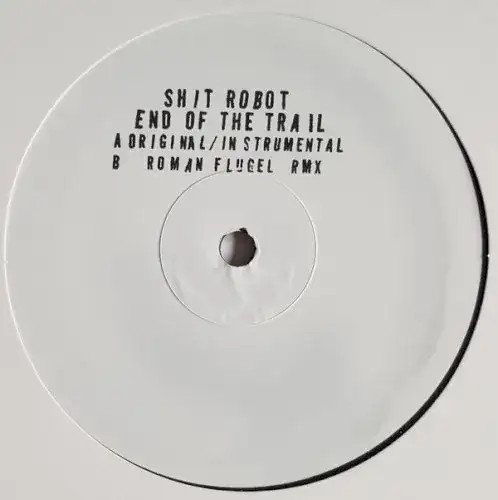 SHIT ROBOT
END OF THE TRAIL
A ORIGINAL/INSTRUMENTAL
B ROMAN FLUGEL RMX